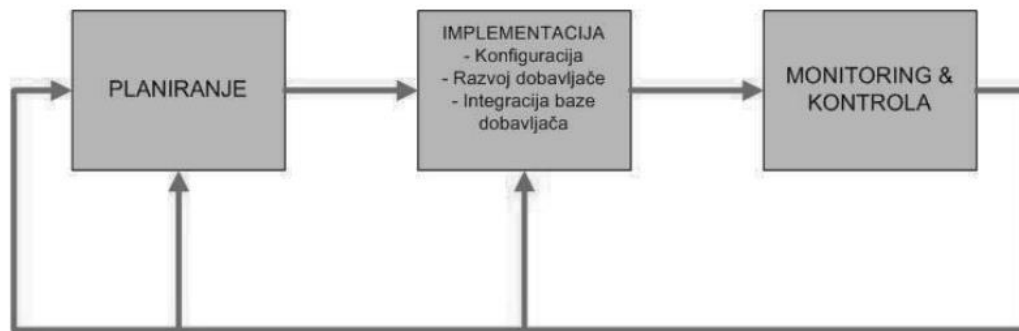 PLANIRANJE
IMPLEMENTACIJA
- Konfiguracija
- Razvoj dobavljače
- Integracija baze
dobavljača
MONITORING &
KONTROLA